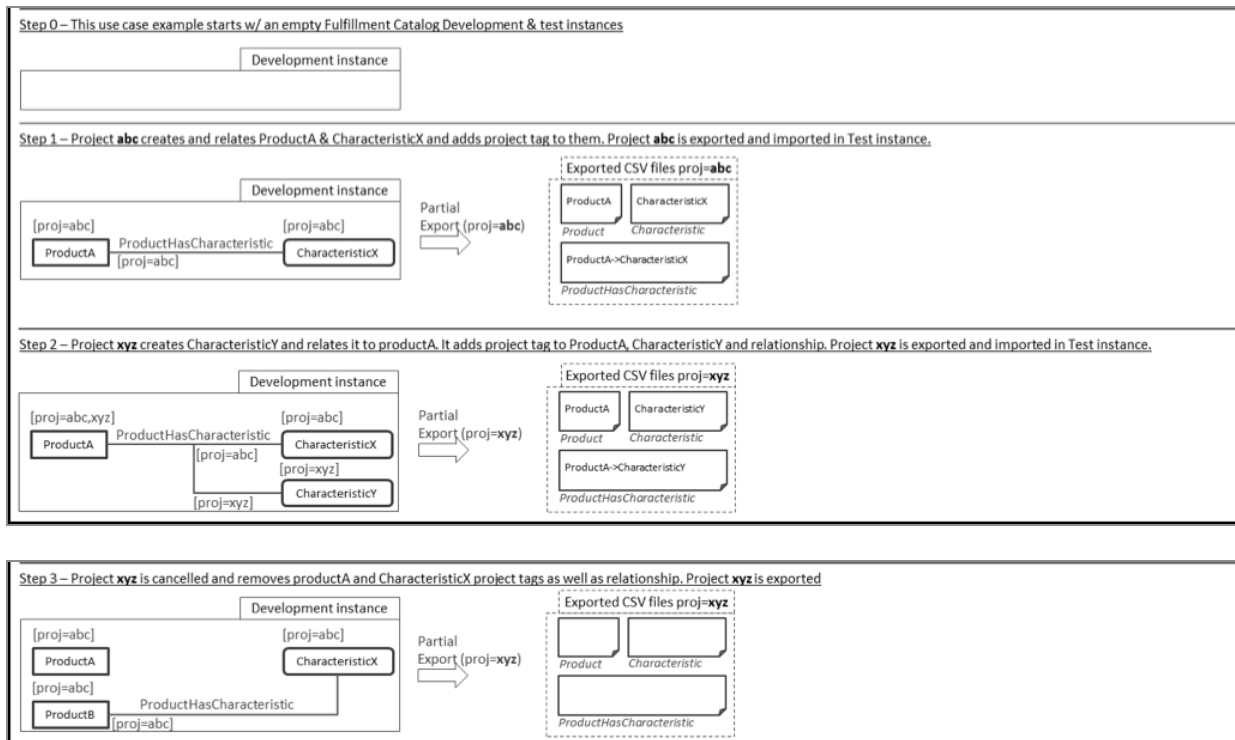 Step 0 – This use case example starts w/ an empty Fulfillment Catalog Development & test instances
Development instance
Step 1 – Project abc creates and relates ProductA & CharacteristicX and adds project tag to them. Project abc is exported and imported in Test instance.
Development instance
[proj=abc]
[proj=abc]
ProductA
ProductHasCharacteristic
CharacteristicX
[proj=abc]
Partial
Export (proj=abc)
Exported CSV files proj=abc
ProductA
CharacteristicX
Product
Characteristic
ProductA->CharacteristicX
ProductHasCharacteristic
Step 2 – Project xyz creates CharacteristicY and relates it to productA. It adds project tag to ProductA, CharacteristicY and relationship. Project xyz is exported and imported in Test instance.
Development instance
[proj=abc,xyz]
[proj=abc]
ProductA
ProductHasCharacteristic
CharacteristicX
[proj=abc]
[proj=xyz]
CharacteristicY
[proj=xyz]
Partial
Export (proj=xyz)
Exported CSV files proj=xyz
ProductA
CharacteristicY
Product
Characteristic
ProductA->CharacteristicY
ProductHasCharacteristic
Step 3 – Project xyz is cancelled and removes productA and CharacteristicX project tags as well as relationship. Project xyz is exported
Development instance
[proj=abc]
[proj=abc]
ProductA
CharacteristicX
[proj=abc]
ProductB
ProductHasCharacteristic
[proj=abc]
Partial
Export (proj=xyz)
Exported CSV files proj=xyz
Product
Characteristic
ProductHasCharacteristic